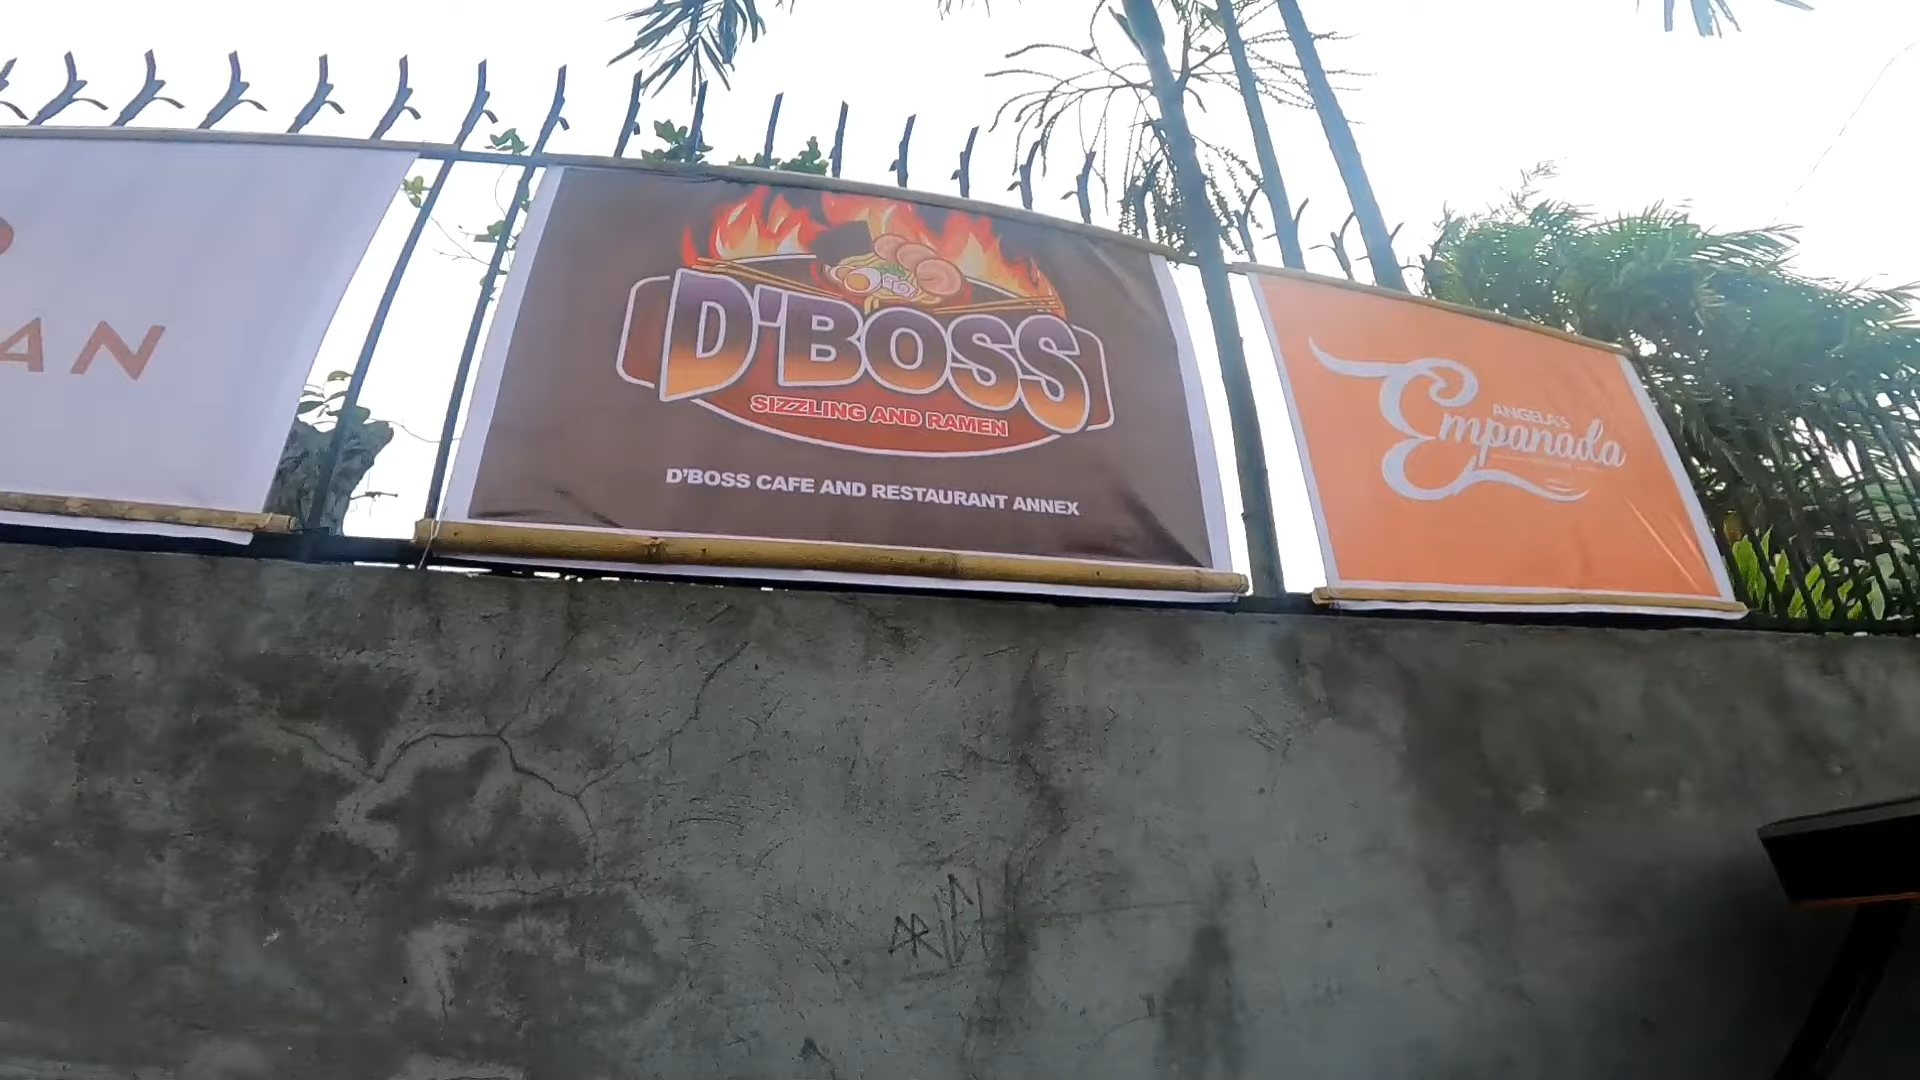 AN
D'BOSS
SIZZLING AND RAMEN
D'BOSS CAFE AND RESTAURANT ANNEX
ANGELA'S
Empanada